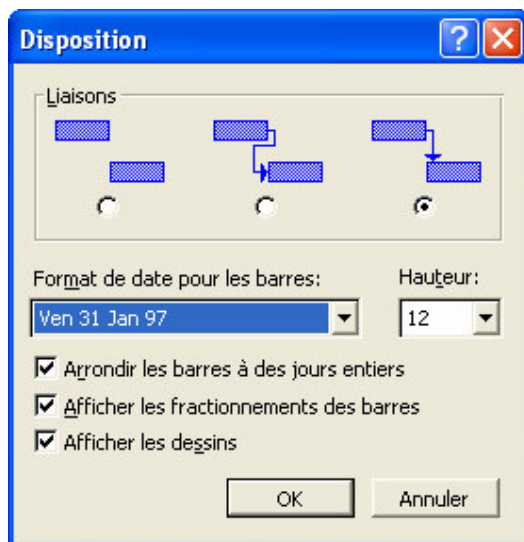 Disposition
Liaisons
Format de date pour les barres: Hauteur:
Ven 31 Jan 97 12
Arrondir les barres à des jours entiers
Afficher les fractionnements des barres
Afficher les dessins
OK Annuler